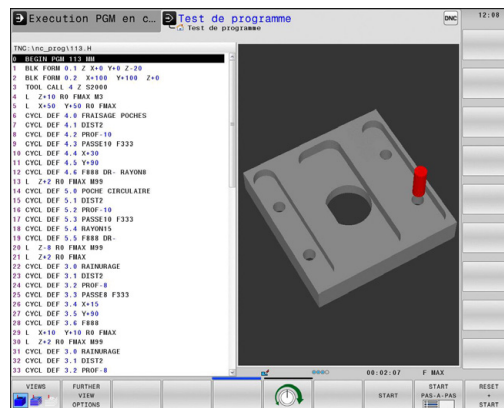 Execution PGM en c...
Test de programme
Test de programme
DNC
12:00
TNC:\nc_prog\113.H
0 BEGIN PGM 113 MM
1 BLK FORM 0.1 Z X+0 Y+0 Z-20
2 BLK FORM 0.2 X+100 Y+100 Z+0
3 TOOL CALL 4 Z S2000
4 L Z+10 R0 FMAX M3
5 L X+50 Y+50 R0 FMAX
6 CYCL DEF 4.0 FRAISAGE POCHES
7 CYCL DEF 4.1 DIST2
8 CYCL DEF 4.2 PROF-10
9 CYCL DEF 4.3 PASSE10 F333
10 CYCL DEF 4.4 X+30
11 CYCL DEF 4.5 Y+90
12 CYCL DEF 4.6 F888 DR- RAYON8
13 L Z+2 R0 FMAX M99
14 CYCL DEF 5.0 POCHE CIRCULAIRE
15 CYCL DEF 5.1 DIST2
16 CYCL DEF 5.2 PROF-10
17 CYCL DEF 5.3 PASSE10 F333
18 CYCL DEF 5.4 RAYON15
19 CYCL DEF 5.5 F888 DR-
20 L Z-8 R0 FMAX M99
21 L Z+2 R0 FMAX
22 CYCL DEF 3.0 RAINURAGE
23 CYCL DEF 3.1 DIST2
24 CYCL DEF 3.2 PROF-8
25 CYCL DEF 3.3 PASSE8 F333
26 CYCL DEF 3.4 X+15
27 CYCL DEF 3.5 Y+90
28 CYCL DEF 3.6 F888
29 L X+10 Y+10 R0 FMAX
30 L Z+2 R0 FMAX M99
31 CYCL DEF 3.0 RAINURAGE
32 CYCL DEF 3.1 DIST2
33 CYCL DEF 3.2 PROF-8
00:02:07 F MAX
VIEWS
FURTHER
VIEW
OPTIONS
START
START
PAS-A-PAS
RESET
+
START